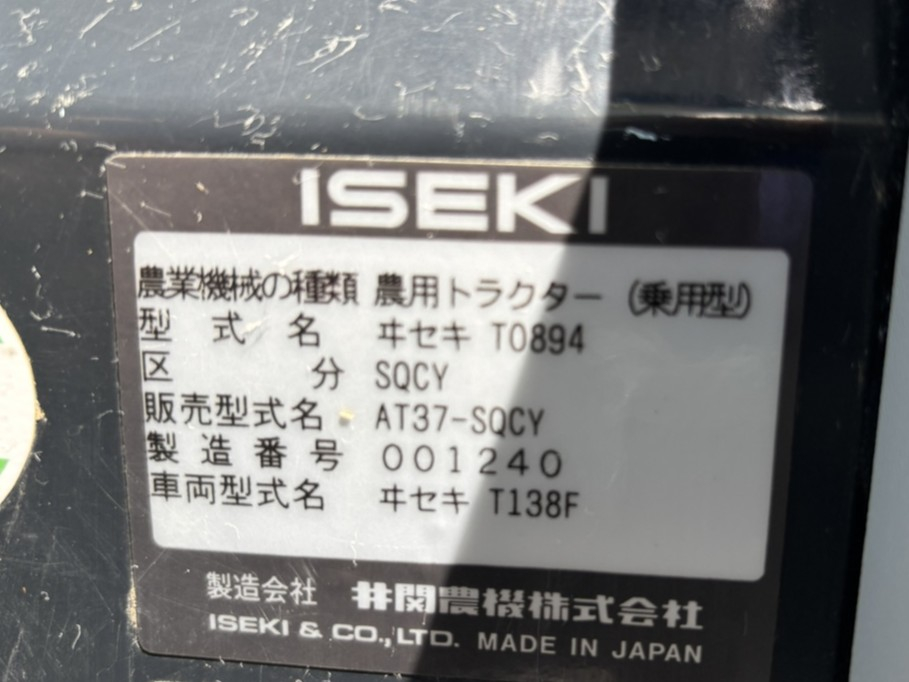 ISEKI
農業機械の種類 農用トラクター (乗用型)
型式名 ヰセキ T0894
区分 SQCY
販売型式名 AT37-SQCY
製造番号 001240
車両型式名 ヰセキ T138F
製造会社 井関農機株式会社
ISEKI & CO.,LTD. MADE IN JAPAN